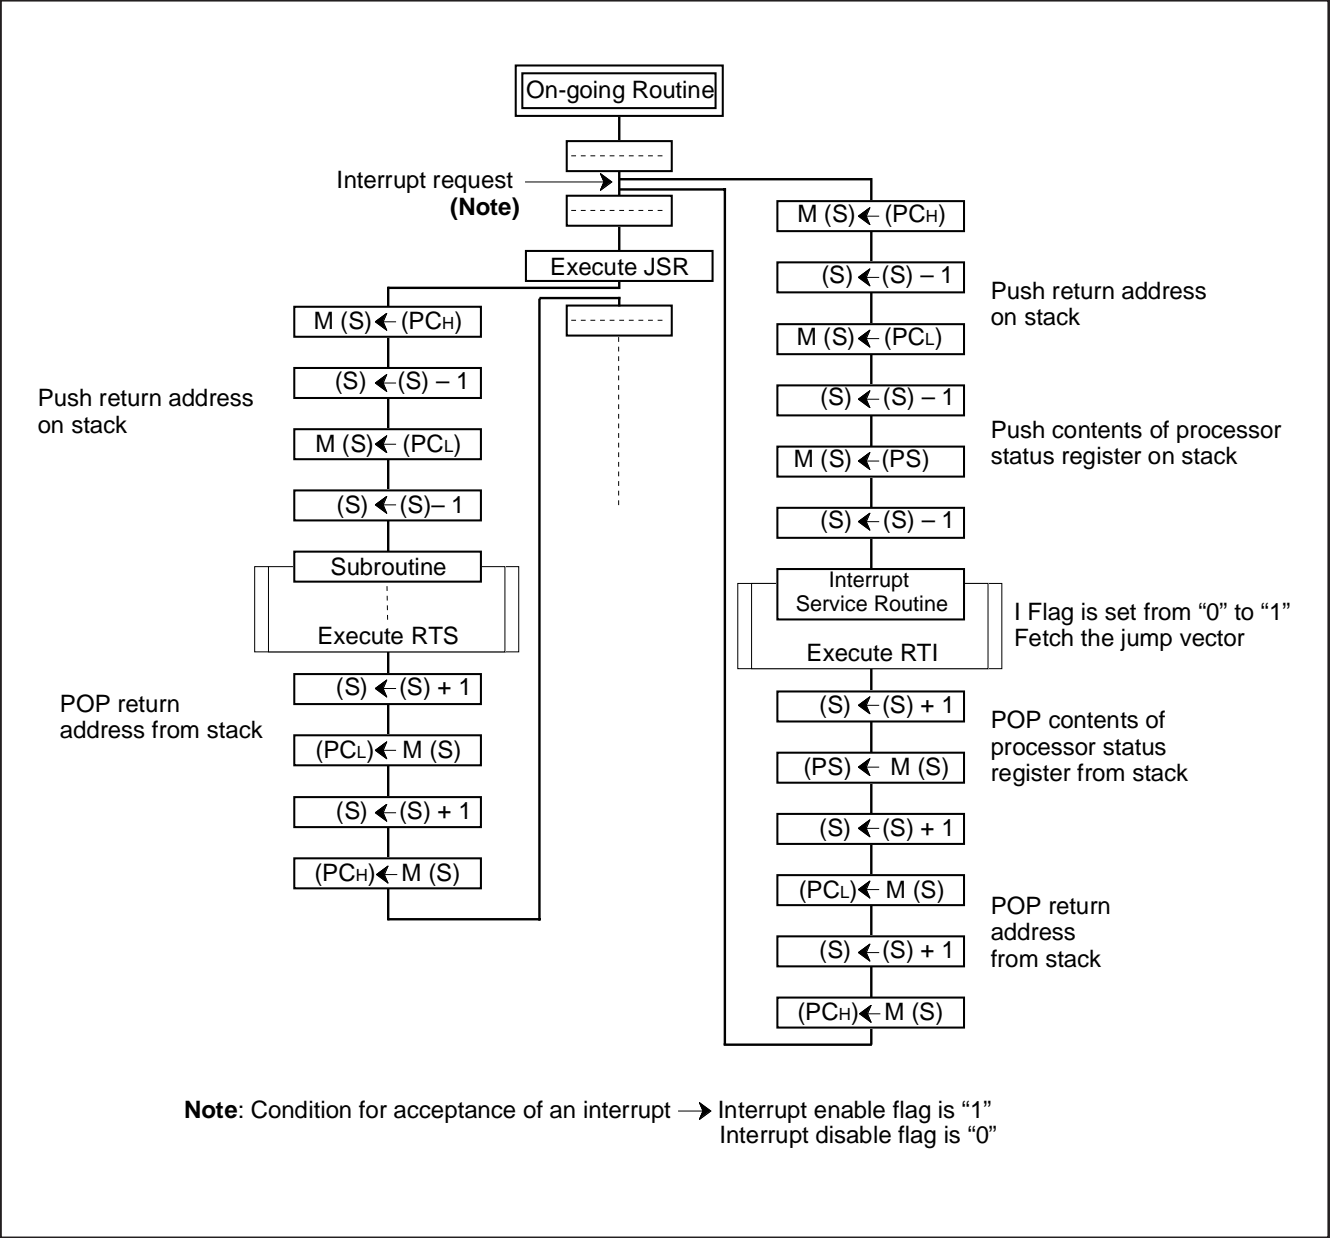 On-going Routine
Interrupt request
(Note)
Execute JSR
M (S) ← (PCH)
(S) ← (S) – 1
M (S) ← (PCL)
(S) ← (S)– 1
Push return address
on stack
Subroutine
Execute RTS
(S) ← (S) + 1
(PCL) ← M (S)
(S) ← (S) + 1
(PCH) ← M (S)
POP return
address from stack
M (S) ← (PCH)
(S) ← (S) – 1
M (S) ← (PCL)
(S) ← (S) – 1
M (S) ← (PS)
(S) ← (S) – 1
Push return address
on stack
Push contents of processor
status register on stack
Interrupt
Service Routine
Execute RTI
I Flag is set from “0” to “1”
Fetch the jump vector
(S) ← (S) + 1
(PS) ← M (S)
(S) ← (S) + 1
(PCL) ← M (S)
(S) ← (S) + 1
(PCH) ← M (S)
POP contents of
processor status
register from stack
POP return
address
from stack
Note: Condition for acceptance of an interrupt → Interrupt enable flag is “1”
Interrupt disable flag is “0”